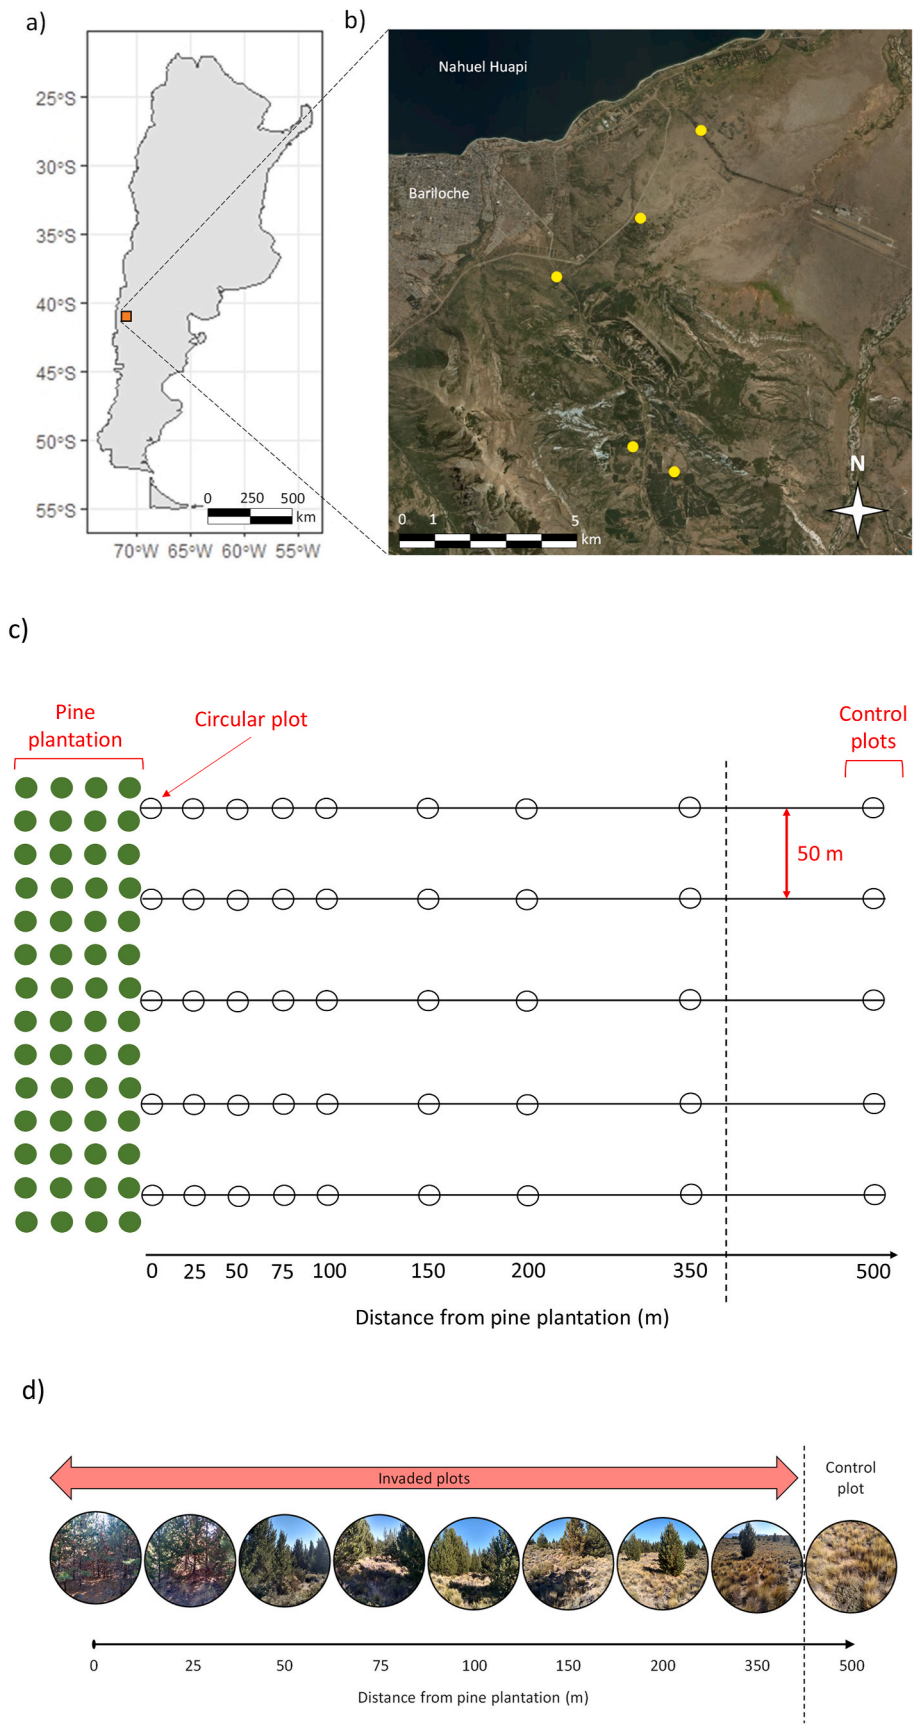 a)
25°S
30°S
35°S
40°S
45°S
50°S
55°S
70°W 65°W 60°W 55°W
0 250 500
km
b)
Nahuel Huapi
Bariloche
N
0 1 5
km
c)
Pine
plantation
Circular plot
Control
plots
50 m
0 25 50 75 100 150 200 350 500
Distance from pine plantation (m)
d)
Invaded plots
Control
plot
0 25 50 75 100 150 200 350 500
Distance from pine plantation (m)